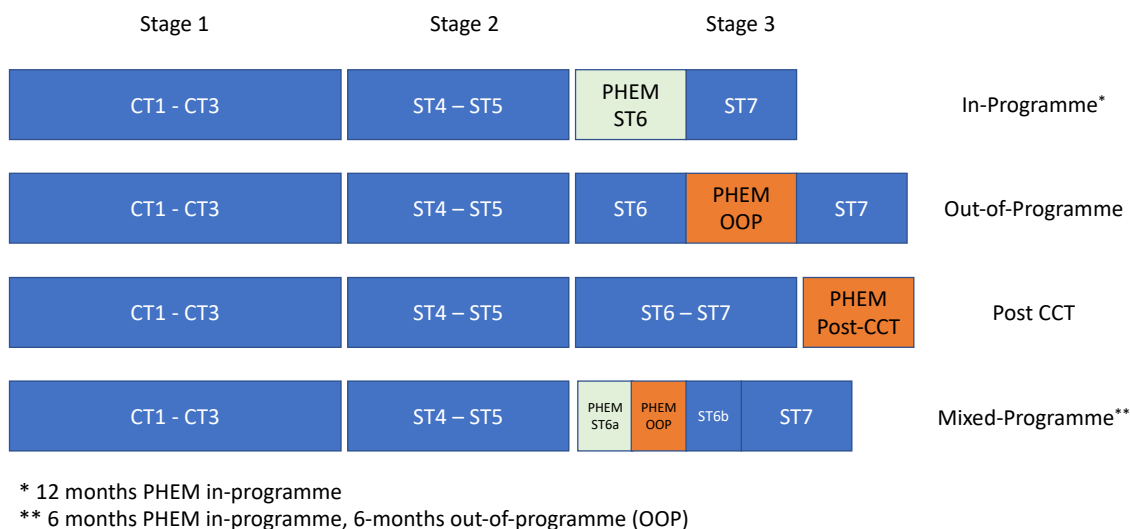 Stage 1 Stage 2 Stage 3
CT1 - CT3 ST4 – ST5 PHEM ST7 In-Programme*
ST6
CT1 - CT3 ST4 – ST5 ST6 PHEM ST7 Out-of-Programme
OOP
CT1 - CT3 ST4 – ST5 ST6 – ST7 PHEM Post CCT
Post-CCT
CT1 - CT3 ST4 – ST5 PHEM PHEM ST6b ST7 Mixed-Programme**
ST6a OOP
* 12 months PHEM in-programme
** 6 months PHEM in-programme, 6-months out-of-programme (OOP)